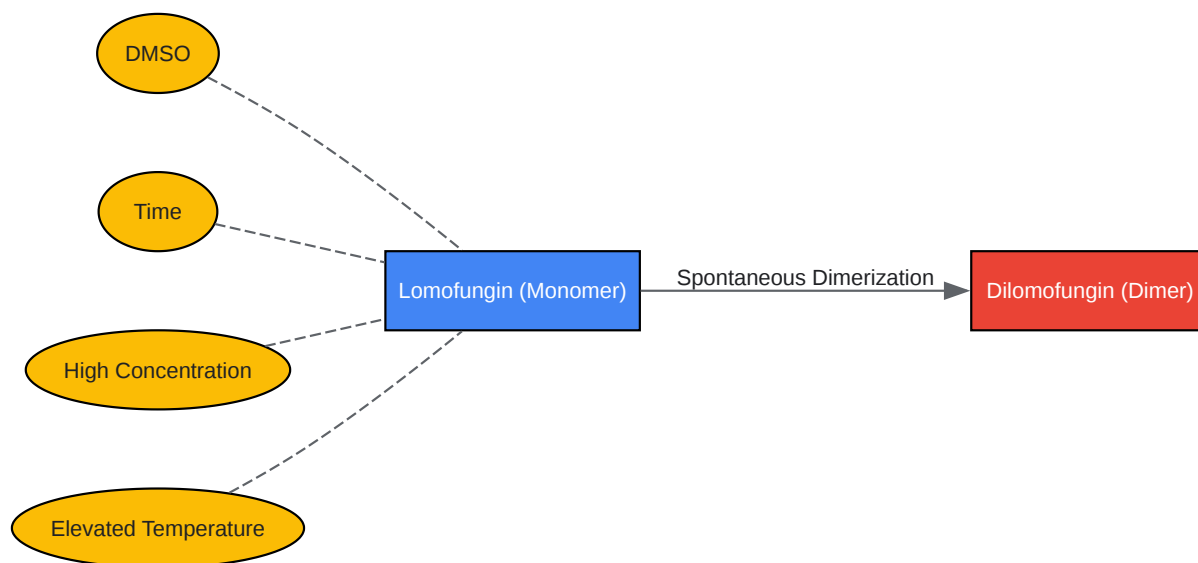 DMSO
Time
Spontaneous Dimerization
Lomofungin (Monomer)
Dilomofungin (Dimer)
High Concentration
Elevated Temperature